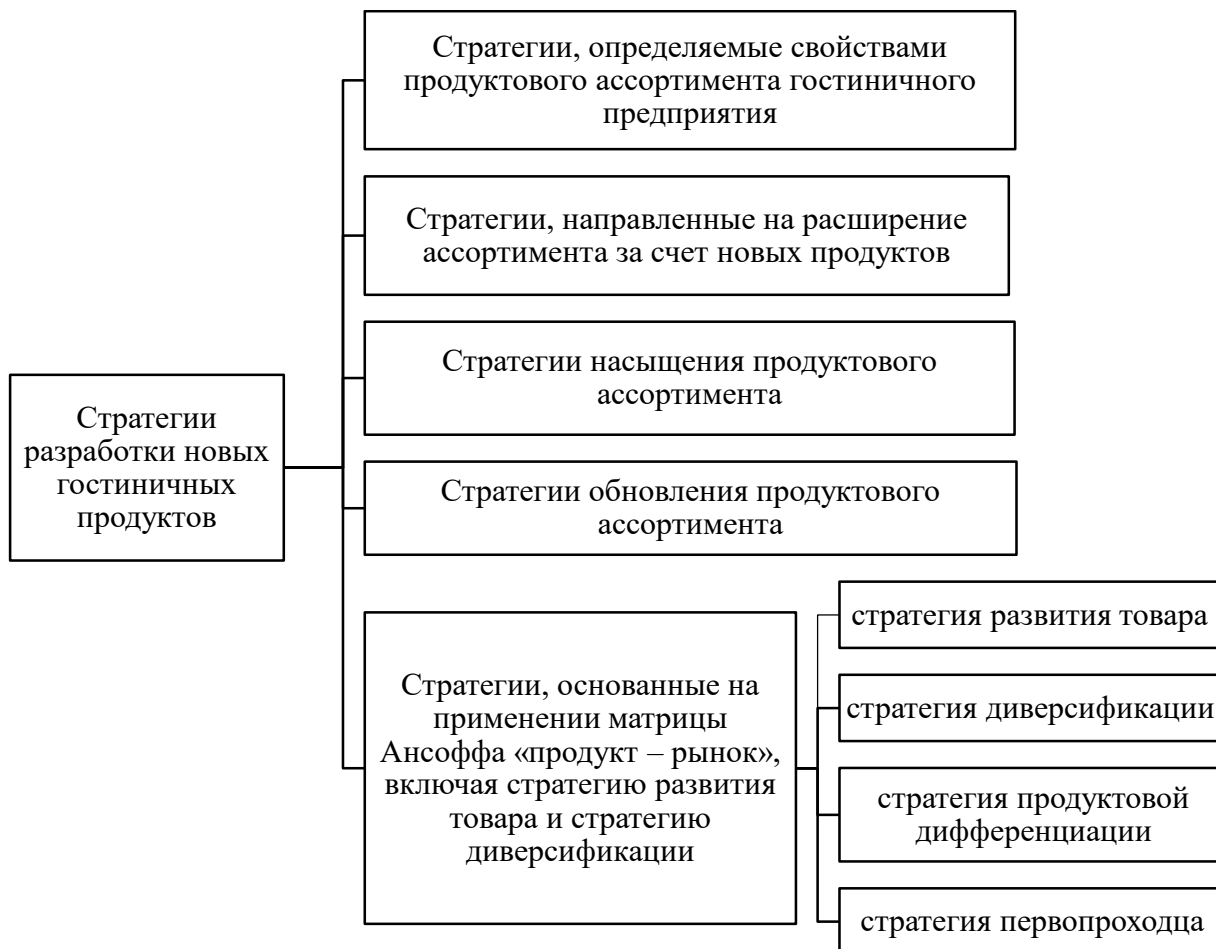 Стратегии
разработки новых
гостиничных
продуктов
Стратегии, определяемые свойствами
продуктового ассортимента гостиничного
предприятия
Стратегии, направленные на расширение
ассортимента за счет новых продуктов
Стратегии насыщения продуктового
ассортимента
Стратегии обновления продуктового
ассортимента
Стратегии, основанные на
применении матрицы
Ансоффа «продукт – рынок»,
включая стратегию развития
товара и стратегию
диверсификации
стратегия развития товара
стратегия диверсификации
стратегия продуктовой
дифференциации
стратегия первопроходца